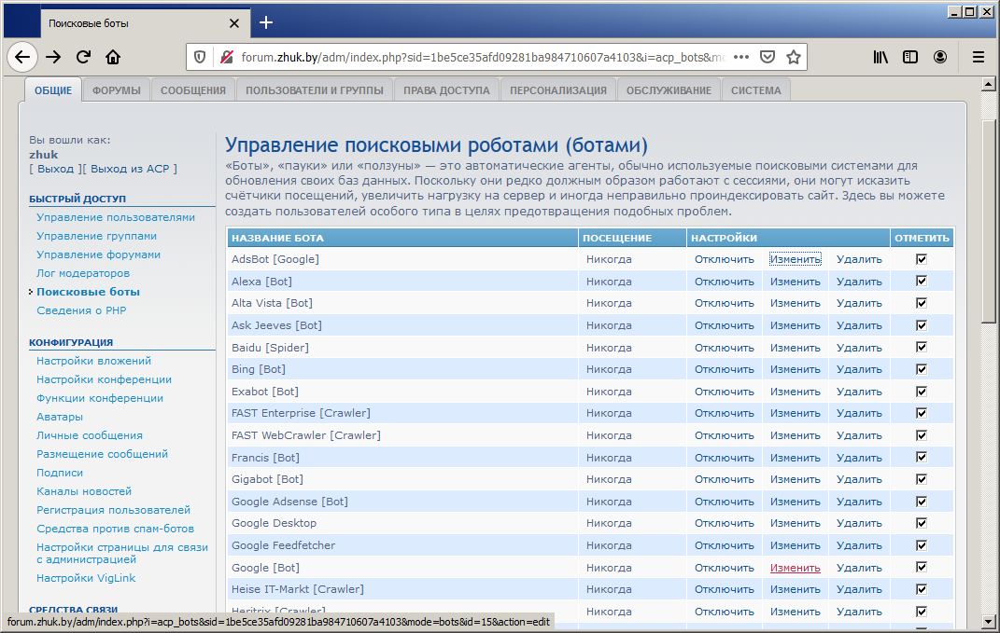 Поисковые боты
forum.zhuk.by/adm/index.php?sid=1be5ce35afd09281ba984710607a4103&i=acp_bots&mo
ОБЩИЕ ФОРУМЫ СООБЩЕНИЯ ПОЛЬЗОВАТЕЛИ И ГРУППЫ ПРАВА ДОСТУПА ПЕРСОНАЛИЗАЦИЯ ОБСЛУЖИВАНИЕ СИСТЕМА
Вы вошли как:
zhuk
[ Выход ][ Выход из ACP ]
БЫСТРЫЙ ДОСТУП
Управление пользователями
Управление группами
Управление форумами
Лог модераторов
Поисковые боты
Сведения о PHP
КОНФИГУРАЦИЯ
Настройки вложений
Настройки конференции
Функции конференции
Аватары
Личные сообщения
Размещение сообщений
Подписи
Каналы новостей
Регистрация пользователей
Средства против спам-ботов
Настройки страницы для связи
с администрацией
Настройки VigLink
СРЕДСТВА СВЯЗИ
Управление поисковыми роботами (ботами)
«Боты», «пауки» или «ползуны» — это автоматические агенты, обычно используемые поисковыми системами для
обновления своих баз данных. Поскольку они редко должным образом работают с сессиями, они могут исказить
счётчики посещений, увеличить нагрузку на сервер и иногда неправильно проиндексировать сайт. Здесь вы можете
создать пользователей особого типа в целях предотвращения подобных проблем.
НАЗВАНИЕ БОТА ПОСЕЩЕНИЕ НАСТРОЙКИ ОТМЕТИТЬ
AdsBot [Google] Никогда Отключить Изменить Удалить
Alexa [Bot] Никогда Отключить Изменить Удалить
Alta Vista [Bot] Никогда Отключить Изменить Удалить
Ask Jeeves [Bot] Никогда Отключить Изменить Удалить
Baidu [Spider] Никогда Отключить Изменить Удалить
Bing [Bot] Никогда Отключить Изменить Удалить
Exabot [Bot] Никогда Отключить Изменить Удалить
FAST Enterprise [Crawler] Никогда Отключить Изменить Удалить
FAST WebCrawler [Crawler] Никогда Отключить Изменить Удалить
Francis [Bot] Никогда Отключить Изменить Удалить
Gigabot [Bot] Никогда Отключить Изменить Удалить
Google Adsense [Bot] Никогда Отключить Изменить Удалить
Google Desktop Никогда Отключить Изменить Удалить
Google Feedfetcher Никогда Отключить Изменить Удалить
Google [Bot] Никогда Отключить Изменить Удалить
Heise IT-Markt [Crawler] Никогда Отключить Изменить Удалить
Heritrix [Crawler] Никогда Отключить Изменить Удалить
forum.zhuk.by/adm/index.php?i=acp_bots&sid=1be5ce35afd09281ba984710607a4103&mode=bots&id=15&action=edit